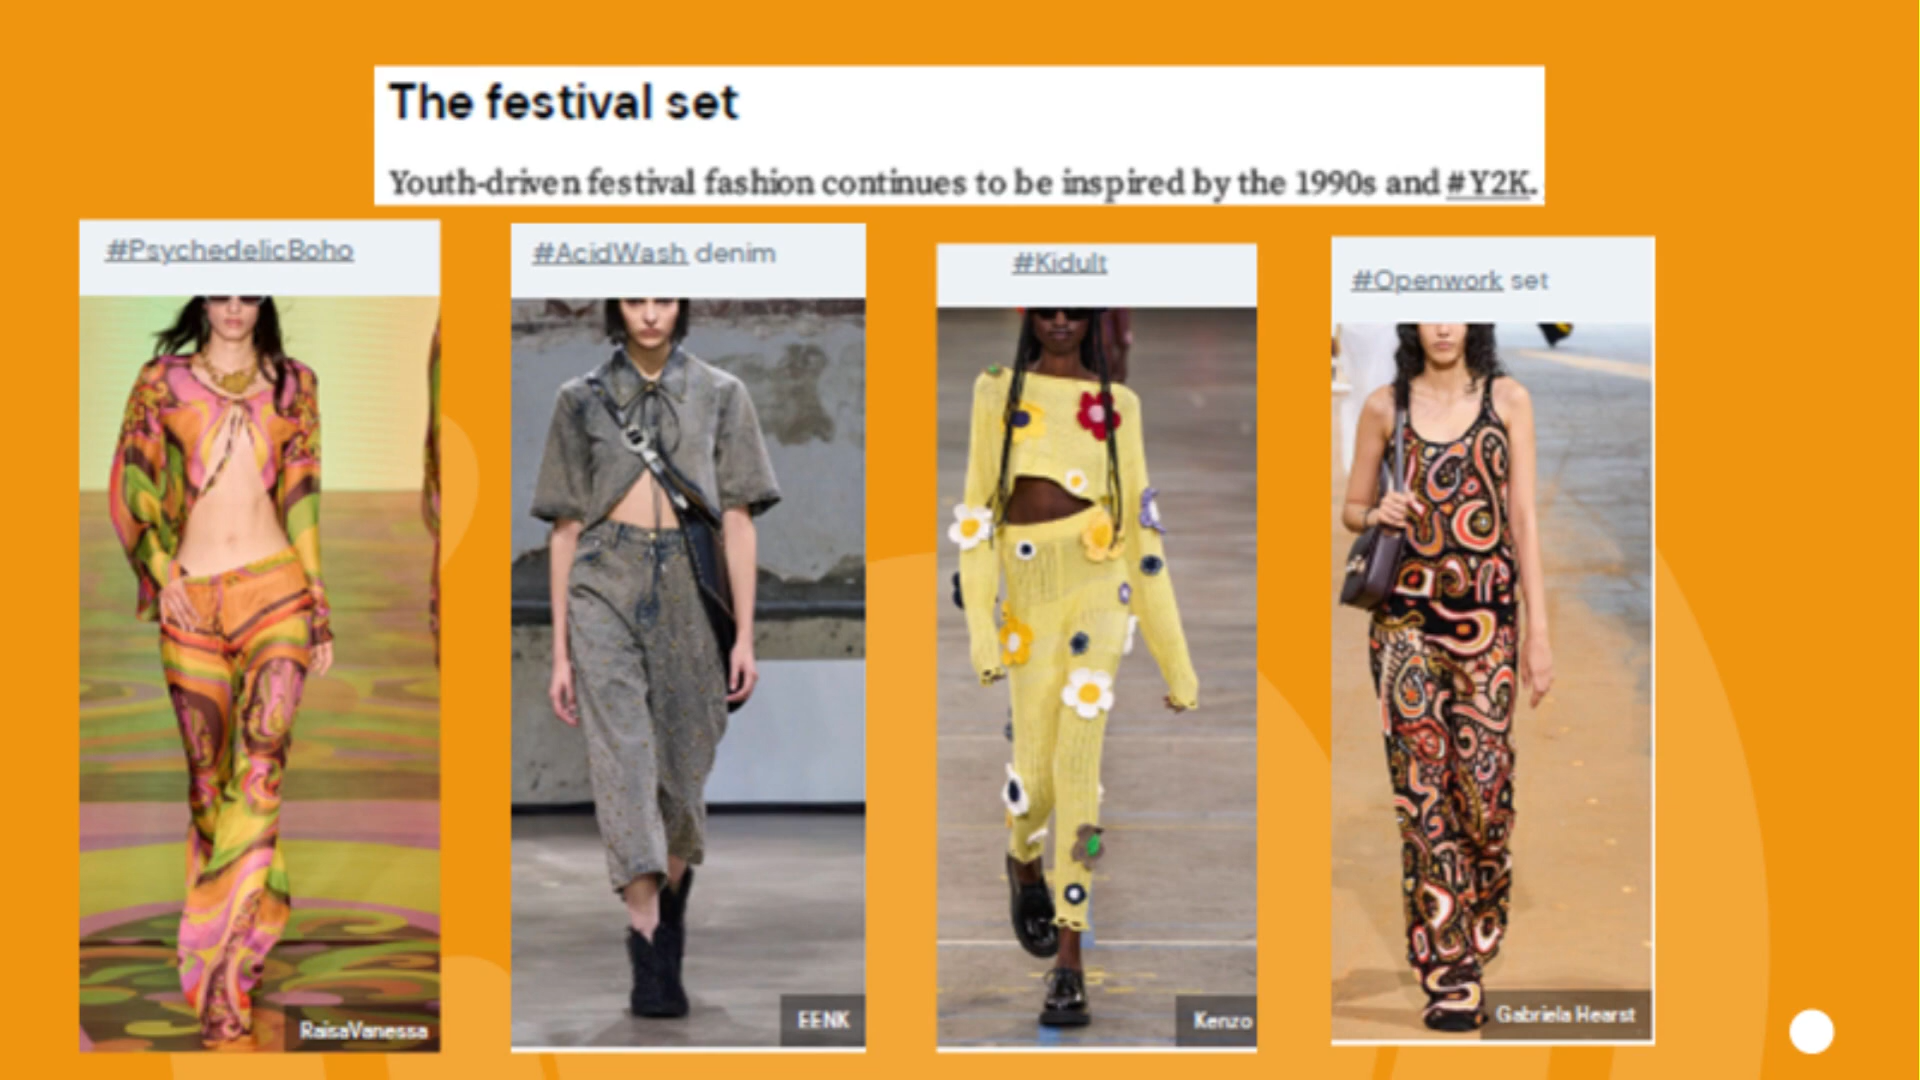 The festival set
Youth-driven festival fashion continues to be inspired by the 1990s and #Y2K.
#PsychedelicBoho
#AcidWash denim
#Kidult
#Openwork set
RaisaVanessa
EENK
Kenzo
Gabriela Hearst